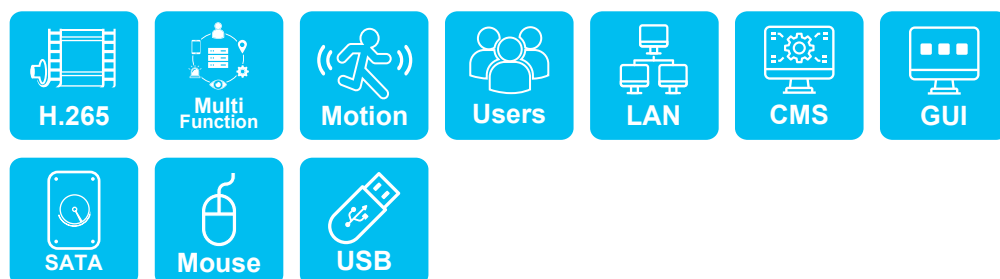 H.265
Multi
Function
Motion
Users
LAN
CMS
GUI
SATA
Mouse
USB